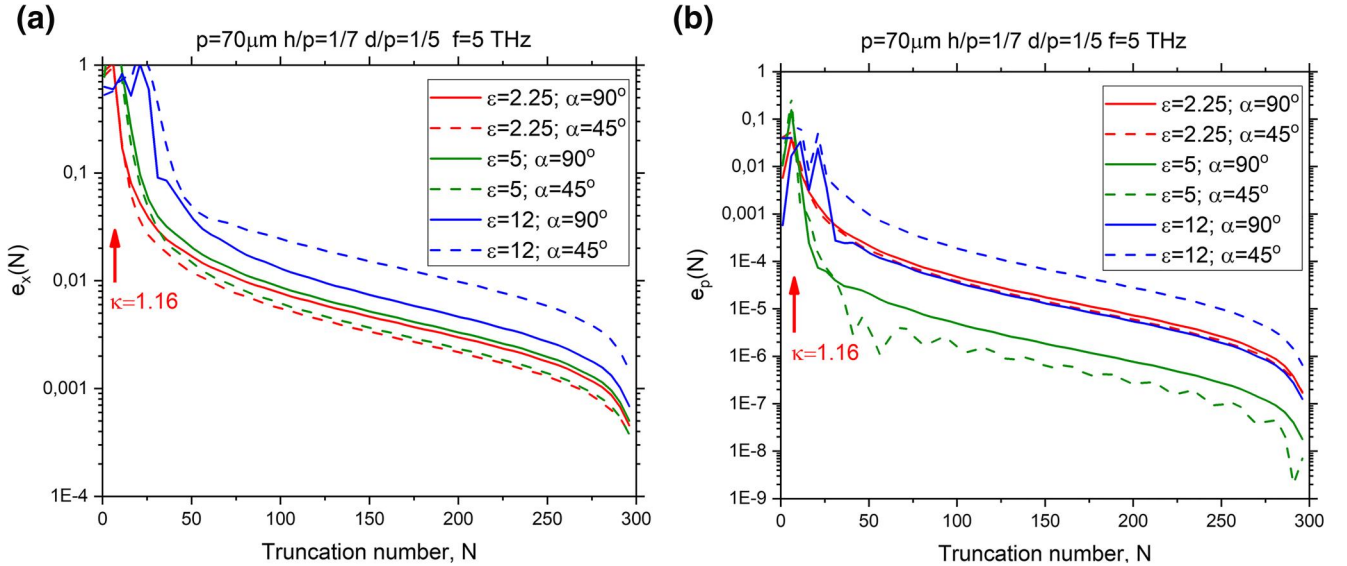 (a)
p=70μm h/p=1/7 d/p=1/5 f=5 THz
1
0,1
0,01
0,001
1E-4
eₓ(N)
ε=2.25; α=90°
ε=2.25; α=45°
ε=5; α=90°
ε=5; α=45°
ε=12; α=90°
ε=12; α=45°
κ=1.16
0 50 100 150 200 250 300
Truncation number, N
(b)
p=70μm h/p=1/7 d/p=1/5 f=5 THz
1
0,1
0,01
0,001
1E-4
1E-5
1E-6
1E-7
1E-8
1E-9
eₚ(N)
ε=2.25; α=90°
ε=2.25; α=45°
ε=5; α=90°
ε=5; α=45°
ε=12; α=90°
ε=12; α=45°
κ=1.16
0 50 100 150 200 250 300
Truncation number, N